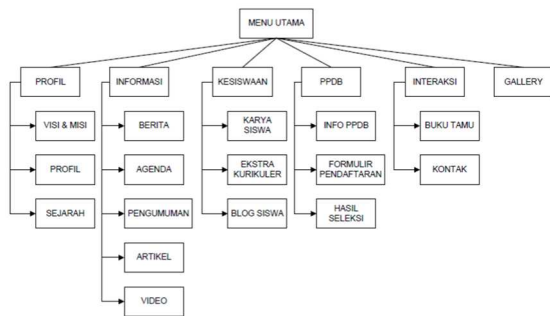 MENU UTAMA
PROFIL
INFORMASI
KESISWAAN
PPDB
INTERAKSI
GALLERY
VISI & MISI
PROFIL
SEJARAH
BERITA
AGENDA
PENGUMUMAN
ARTIKEL
VIDEO
KARYA
SISWA
EKSTRA
KURIKULER
BLOG SISWA
INFO PPDB
FORMULIR
PENDAFTARAN
HASIL
SELEKSI
BUKU TAMU
KONTAK